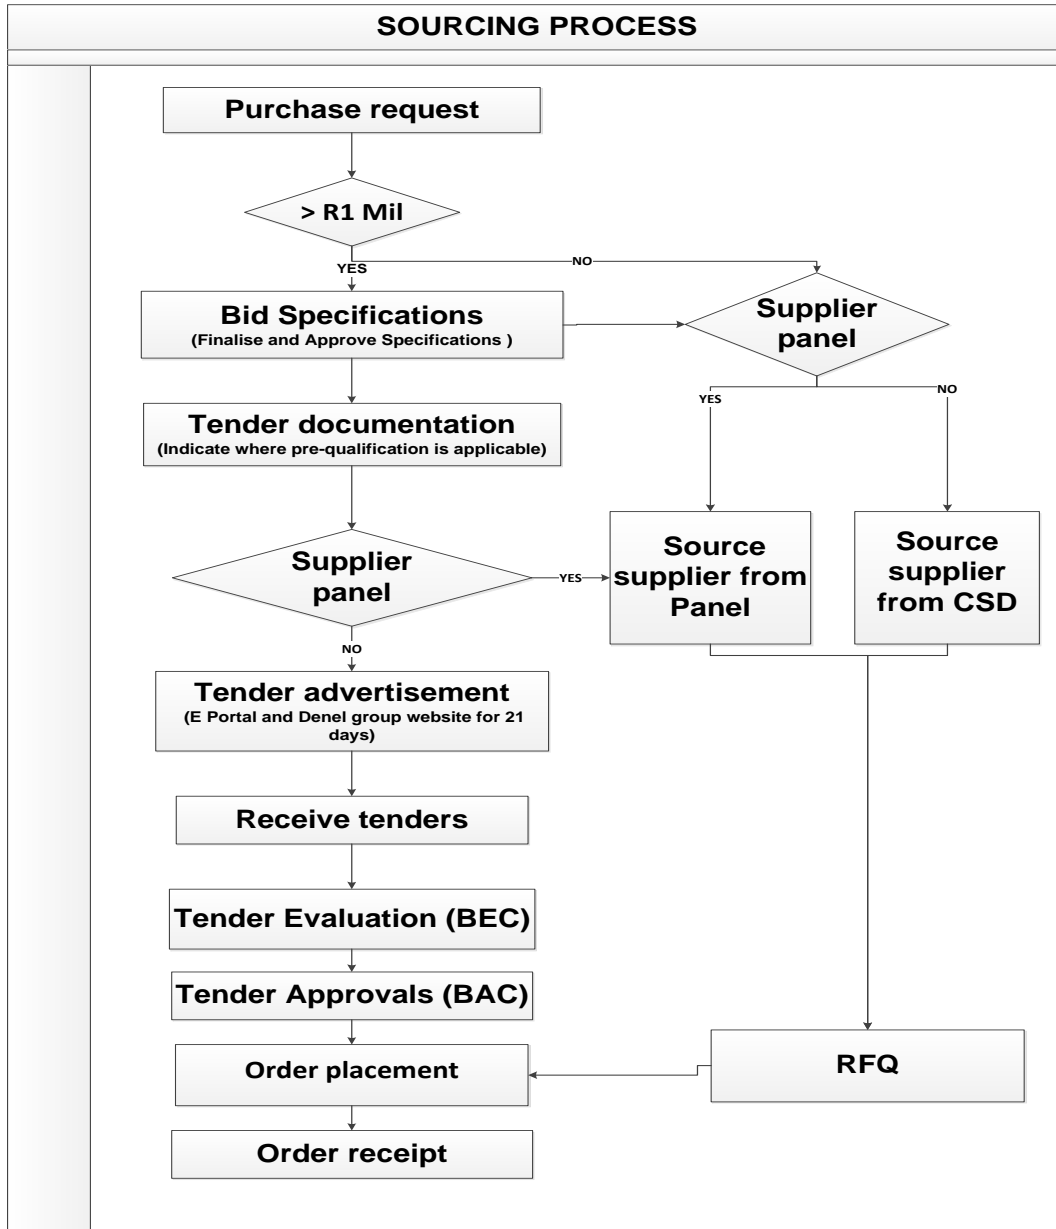 SOURCING PROCESS
Purchase request
> R1 Mil
YES
NO
Bid Specifications
(Finalise and Approve Specifications )
Supplier
panel
Tender documentation
(Indicate where pre-qualification is applicable)
YES
NO
Supplier
panel
YES
Source
supplier from
Panel
Source
supplier
from CSD
NO
Tender advertisement
(E Portal and Denel group website for 21
days)
Receive tenders
Tender Evaluation (BEC)
Tender Approvals (BAC)
Order placement
RFQ
Order receipt